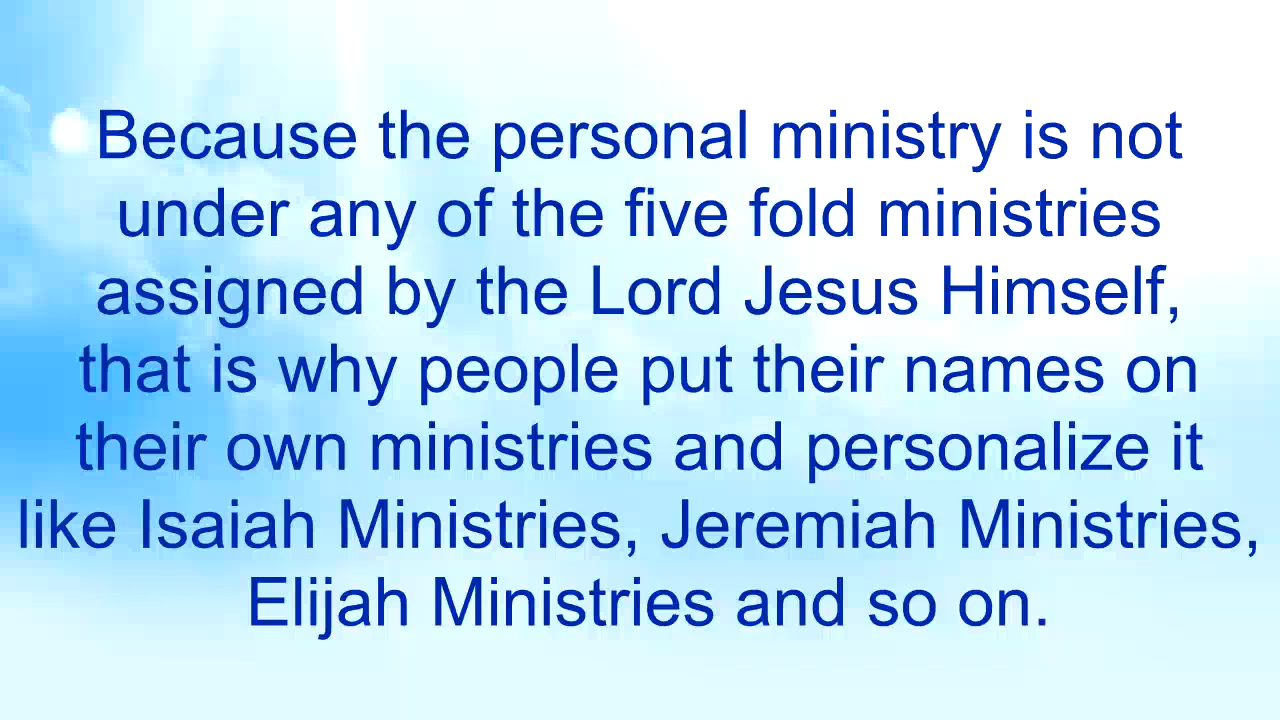 Because the personal ministry is not
under any of the five fold ministries
assigned by the Lord Jesus Himself,
that is why people put their names on
their own ministries and personalize it
like Isaiah Ministries, Jeremiah Ministries,
Elijah Ministries and so on.